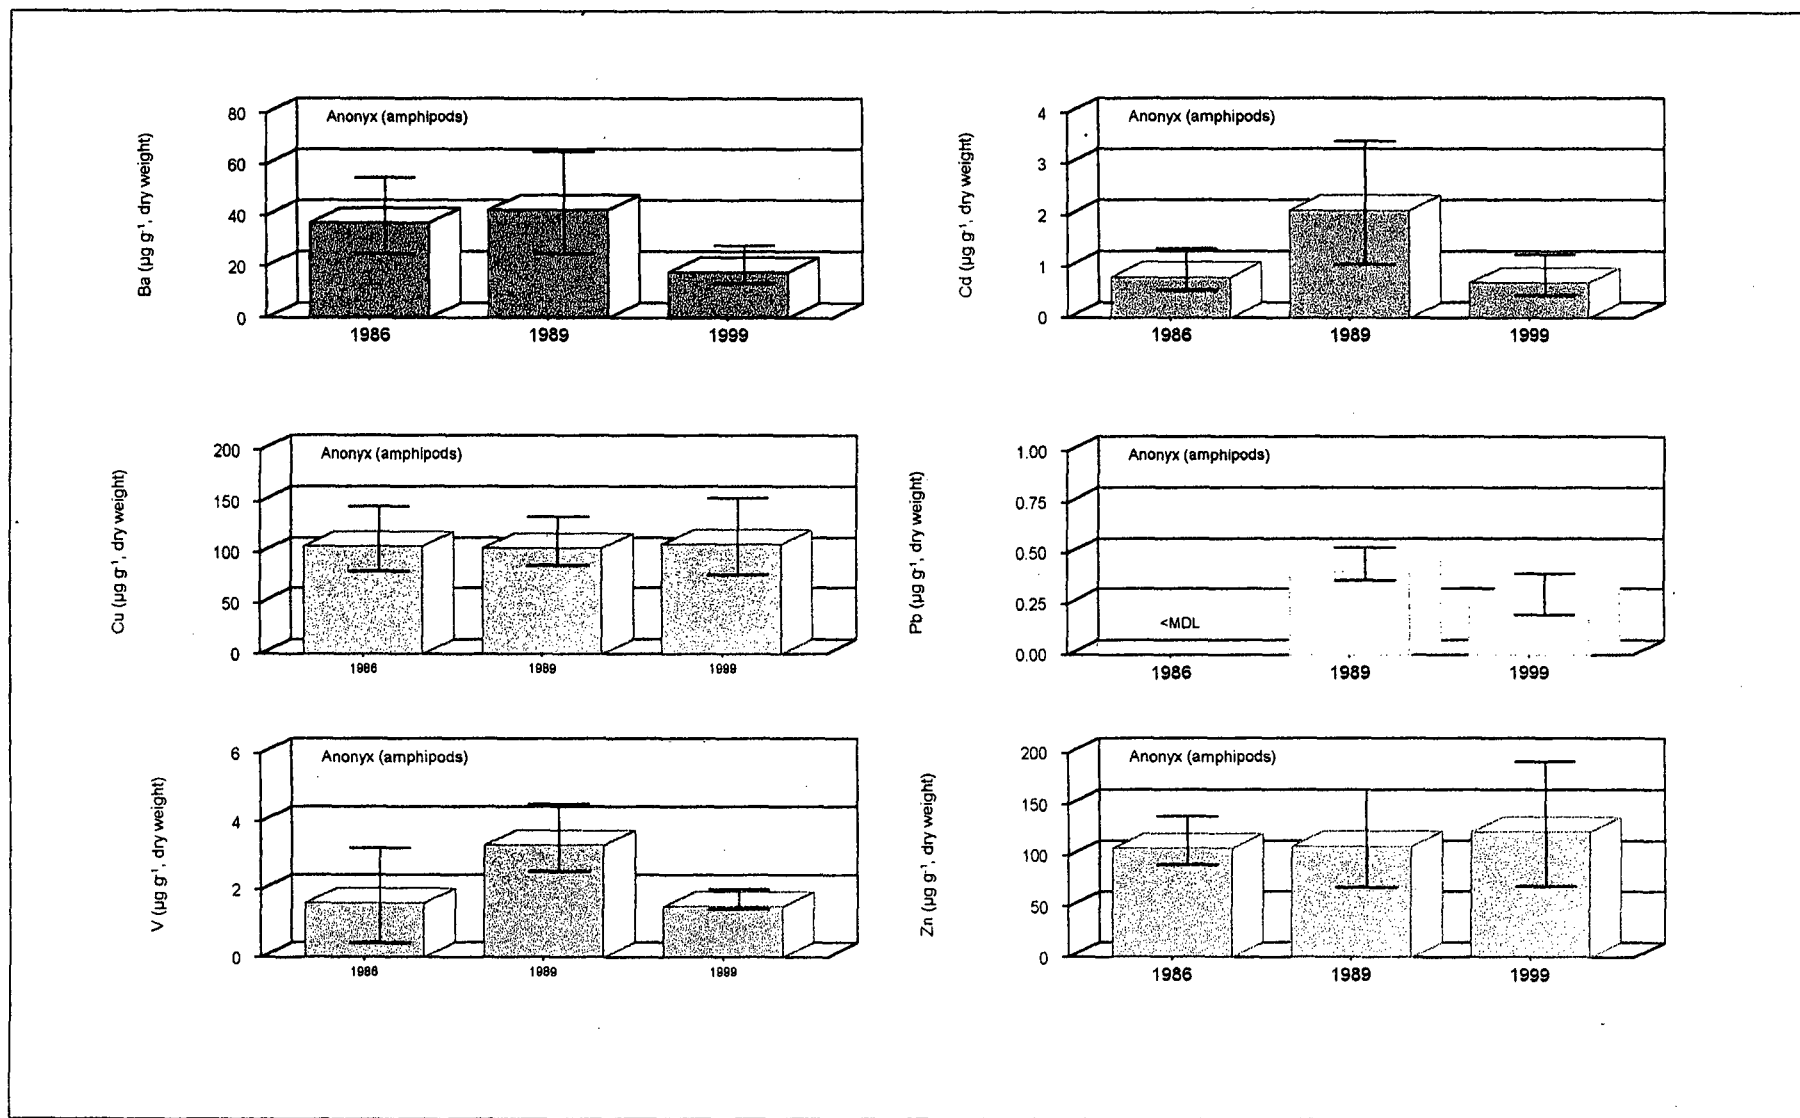 Anonyx (amphipods)
Ba (µg g⁻¹, dry weight)
80
60
40
20
0
1986 1989 1999
Anonyx (amphipods)
Cd (µg g⁻¹, dry weight)
4
3
2
1
0
1986 1989 1999
Anonyx (amphipods)
Cu (µg g⁻¹, dry weight)
200
150
100
50
0
1986 1989 1999
Anonyx (amphipods)
Pb (µg g⁻¹, dry weight)
1.00
0.75
0.50
0.25
0.00
<MDL
1986 1989 1999
Anonyx (amphipods)
V (µg g⁻¹, dry weight)
6
4
2
0
1986 1989 1999
Anonyx (amphipods)
Zn (µg g⁻¹, dry weight)
200
150
100
50
0
1986 1989 1999